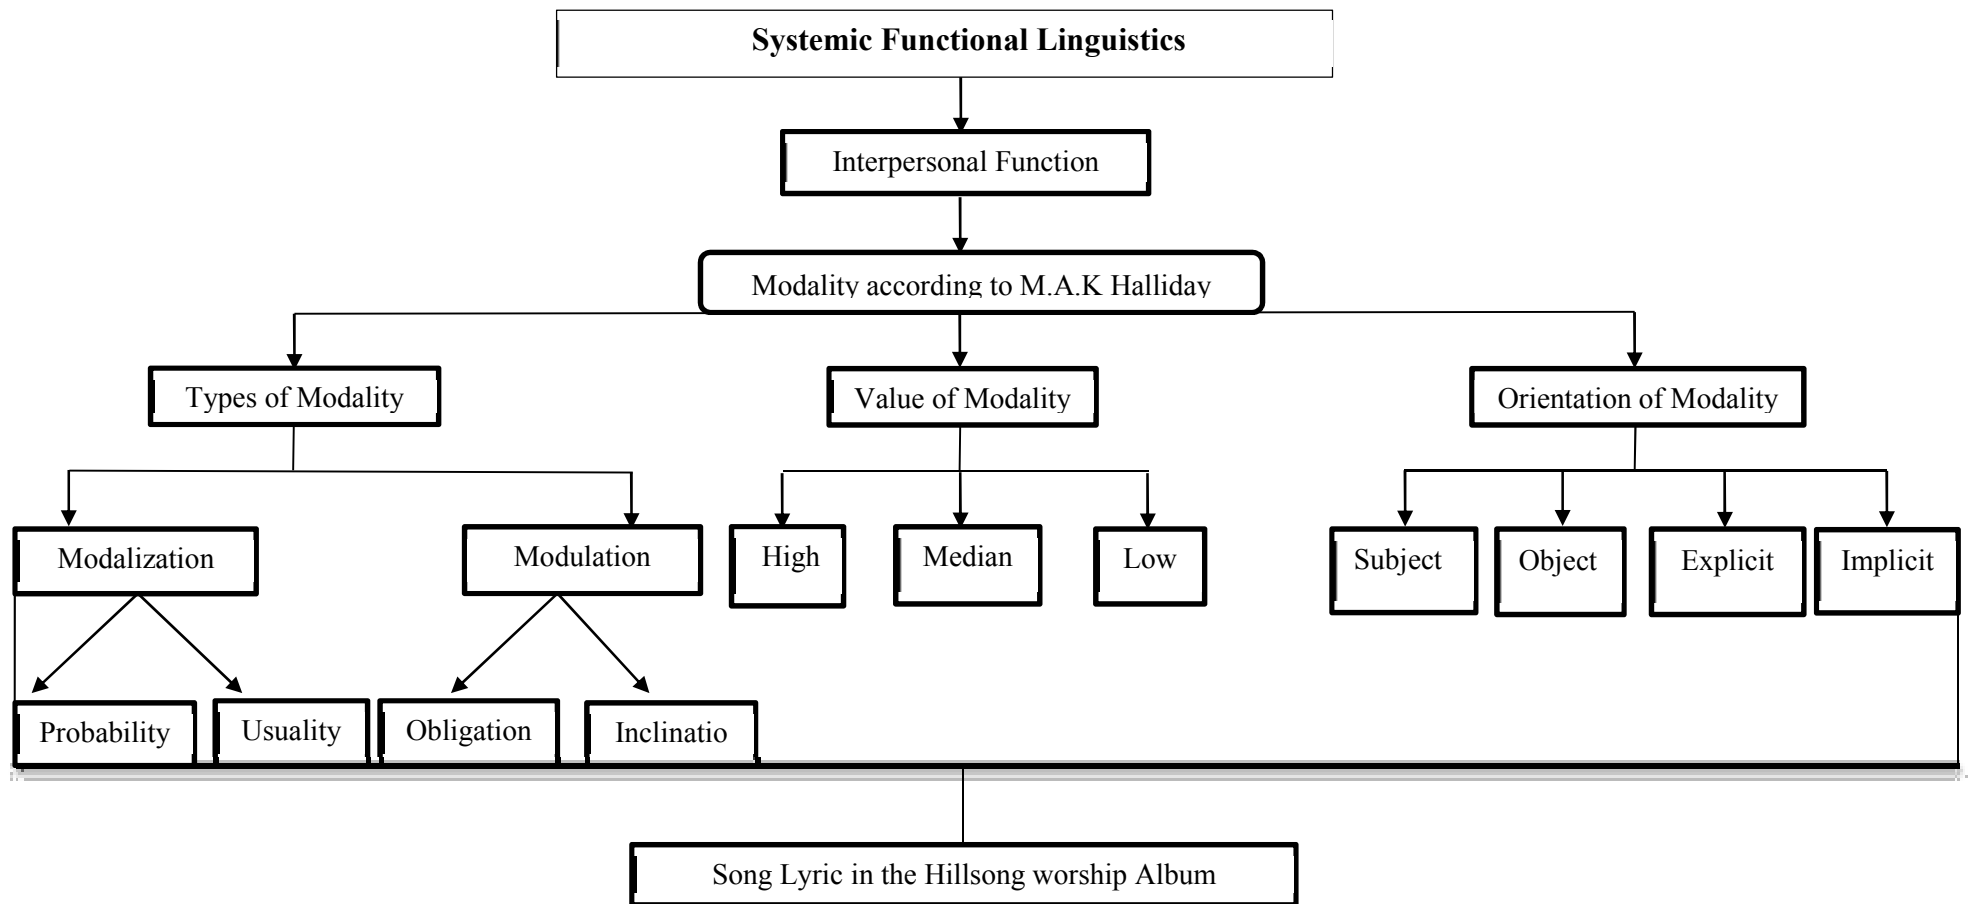 Systemic Functional Linguistics
Interpersonal Function
Modality according to M.A.K Halliday
Types of Modality
Value of Modality
Orientation of Modality
Modalization
Modulation
High
Median
Low
Subject
Object
Explicit
Implicit
Probability
Usuality
Obligation
Inclinatio
Song Lyric in the Hillsong worship Album